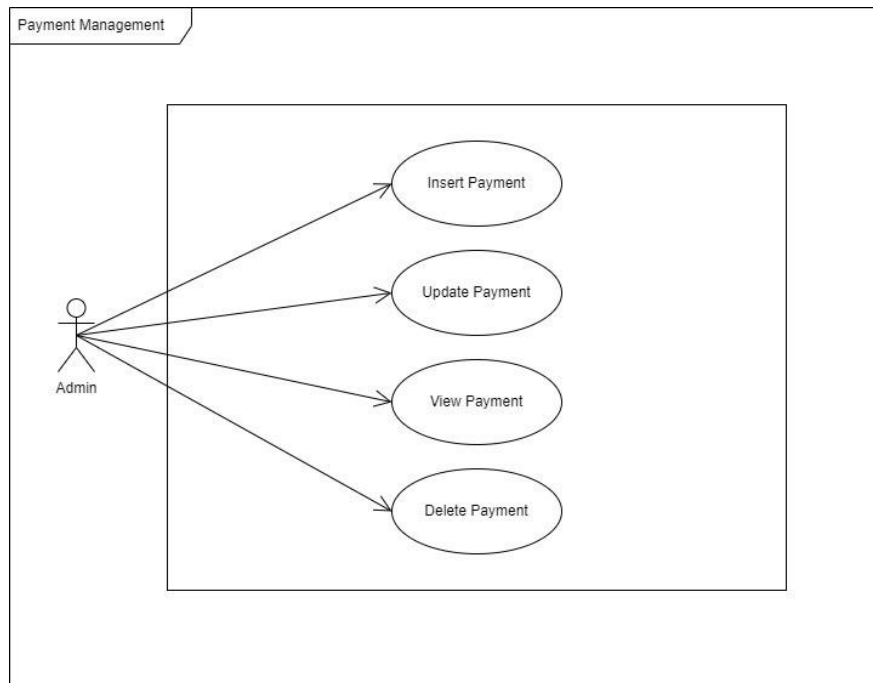 Payment Management
Insert Payment
Update Payment
View Payment
Delete Payment
Admin